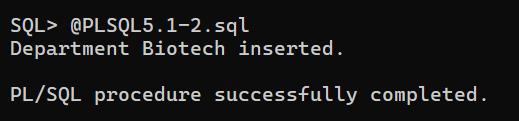 SQL> @PLSQL5.1-2.sql
Department Biotech inserted.
PL/SQL procedure successfully completed.